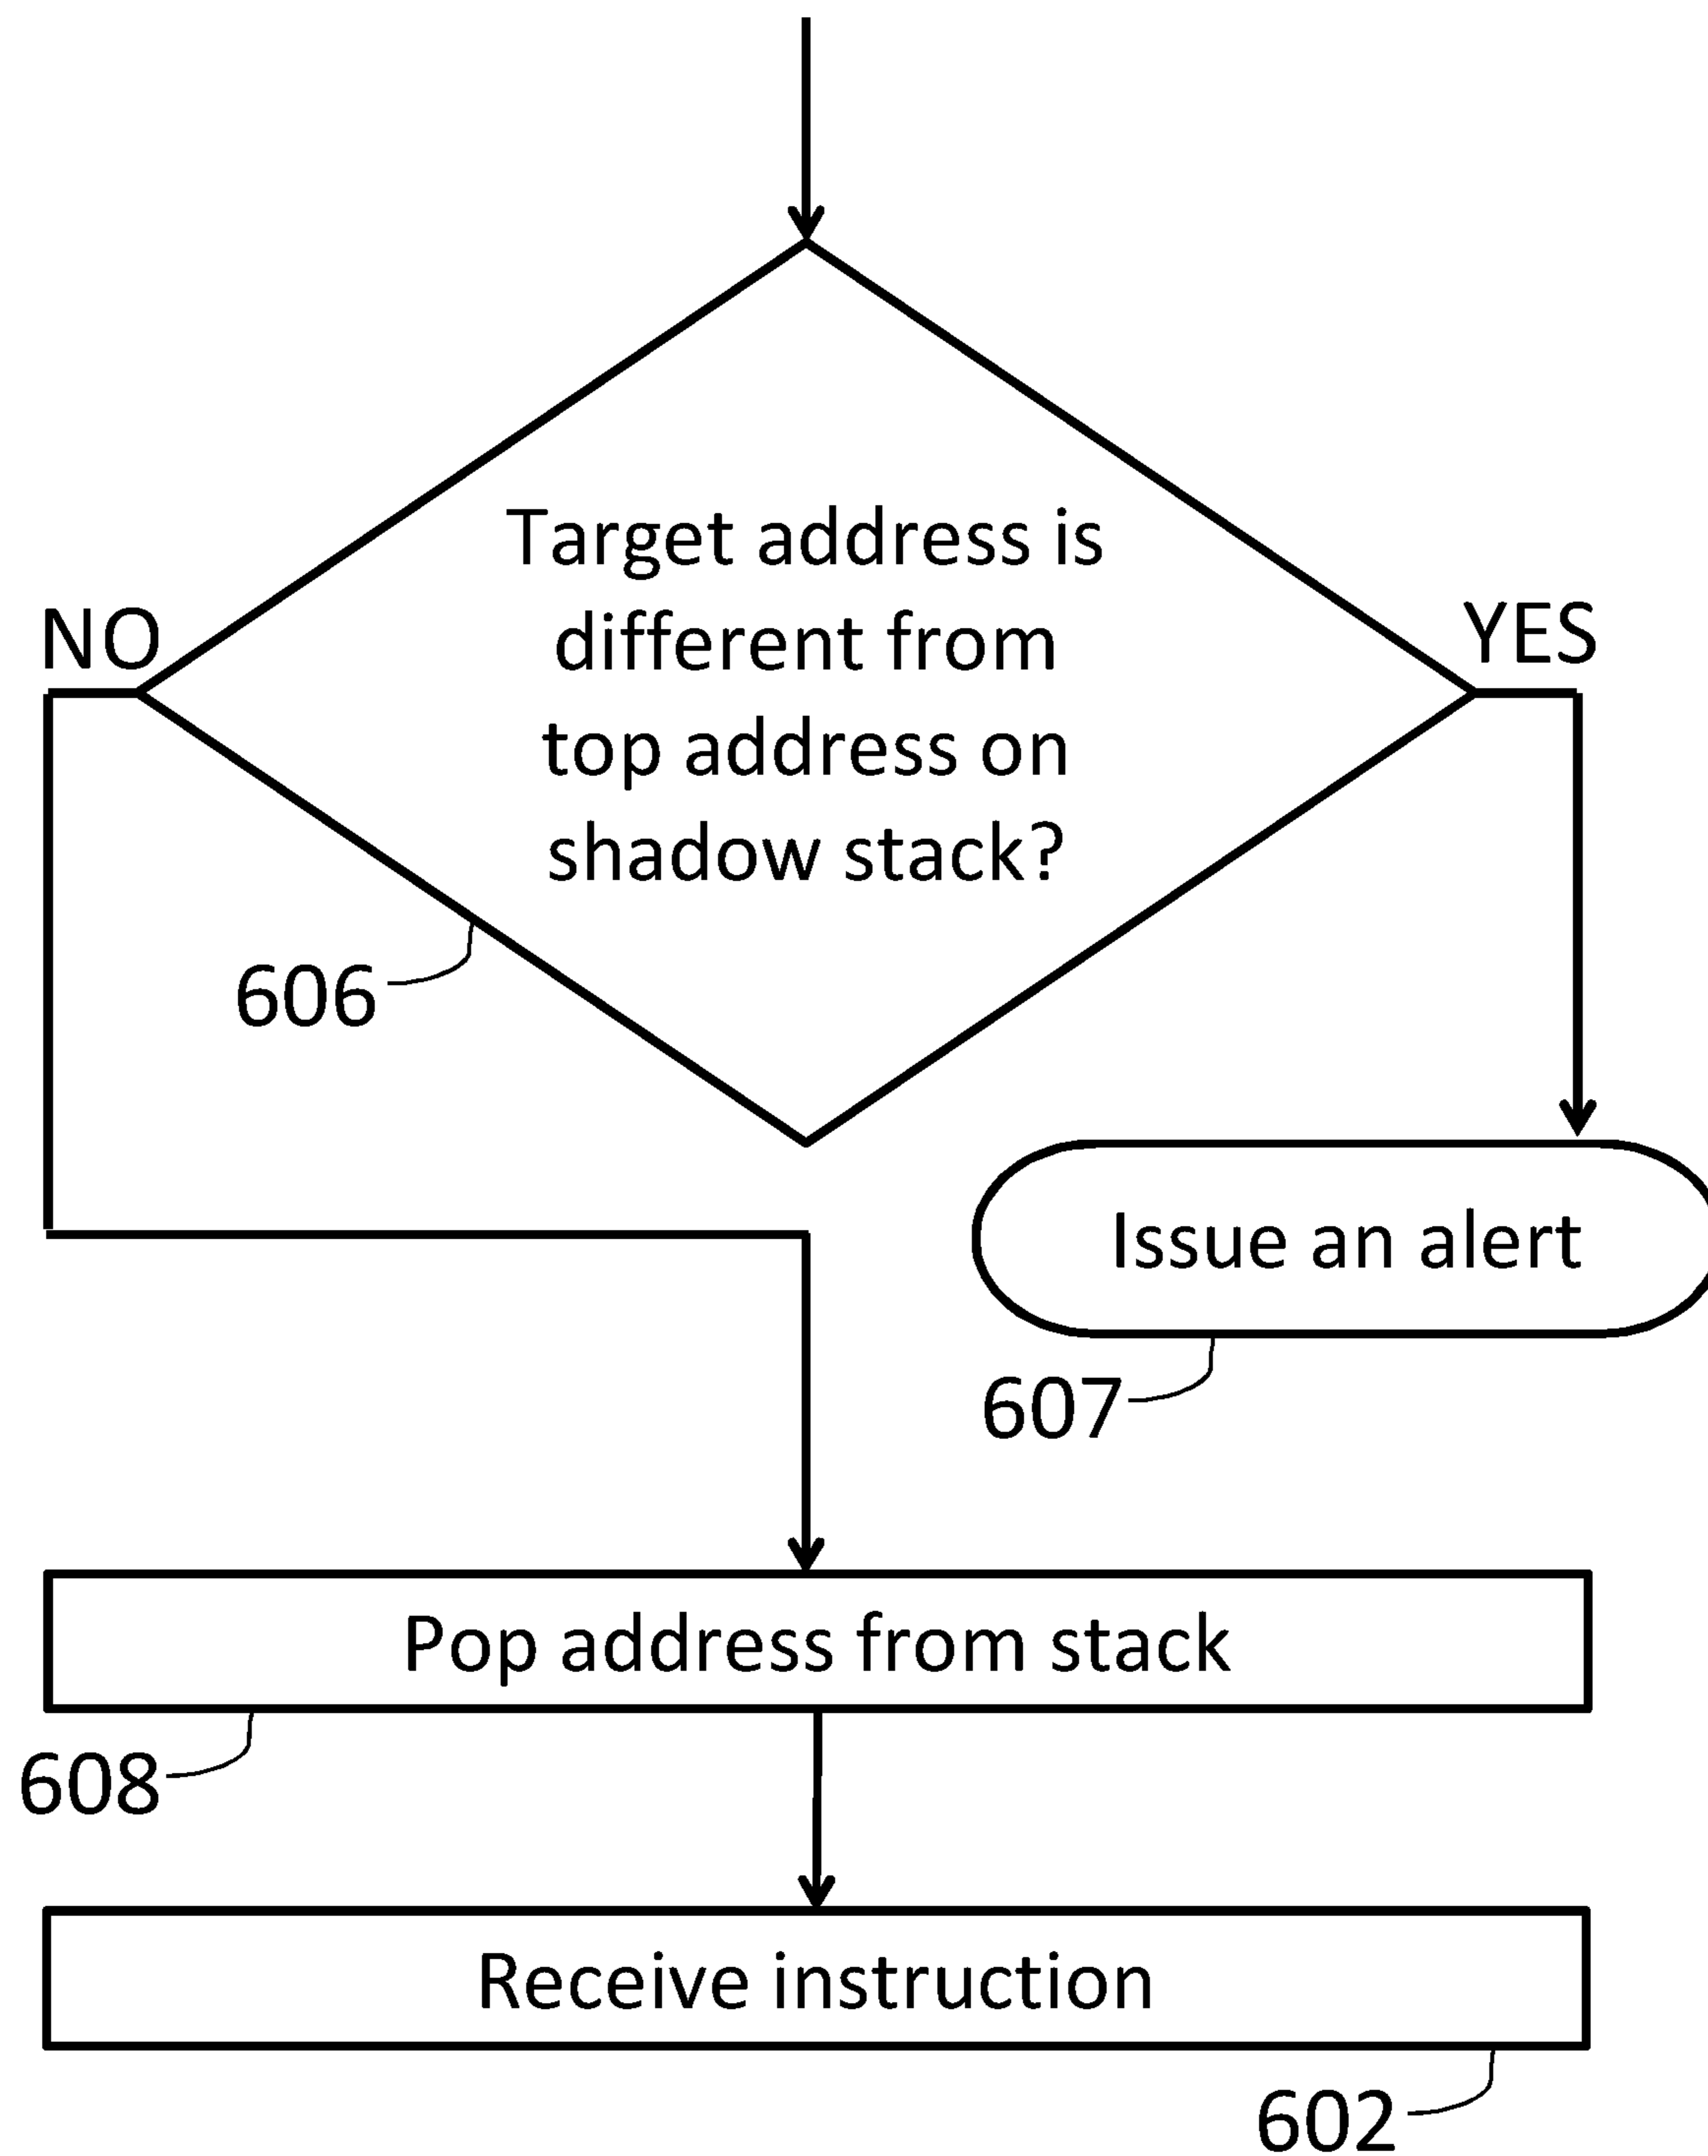 Target address is
different from
top address on
shadow stack?
NO
YES
606
Issue an alert
607
Pop address from stack
608
Receive instruction
602